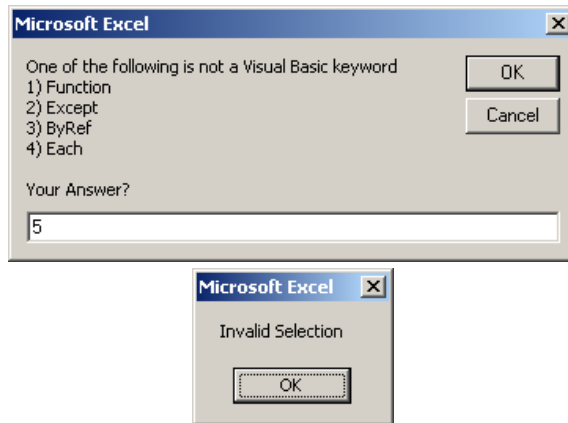 Microsoft Excel
One of the following is not a Visual Basic keyword
1) Function
2) Except
3) ByRef
4) Each
OK
Cancel
Your Answer?
5
Microsoft Excel
Invalid Selection
OK